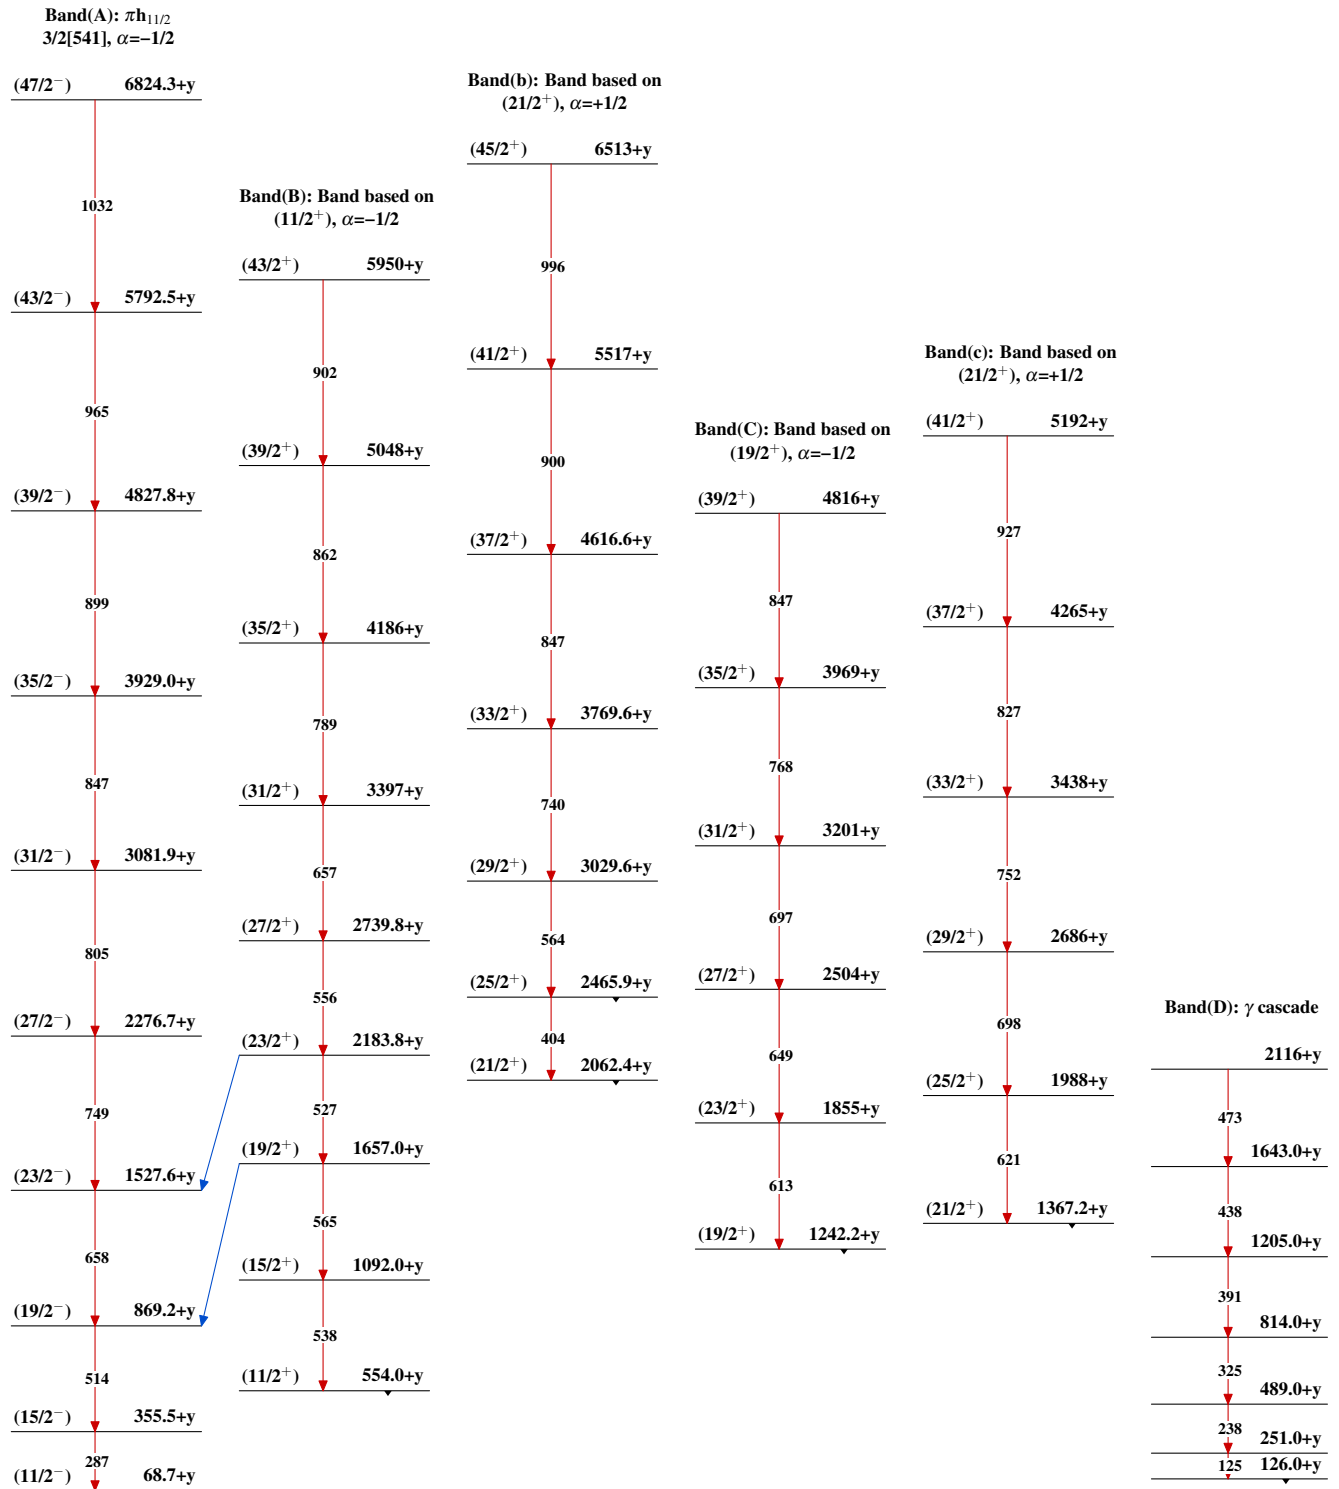 Band(A): πh₁₁/₂
3/2[541], α=−1/2
(47/2⁻) 6824.3+y
1032
(43/2⁻) 5792.5+y
965
(39/2⁻) 4827.8+y
899
(35/2⁻) 3929.0+y
847
(31/2⁻) 3081.9+y
805
(27/2⁻) 2276.7+y
749
(23/2⁻) 1527.6+y
658
(19/2⁻) 869.2+y
514
(15/2⁻) 355.5+y
287
(11/2⁻) 68.7+y
Band(B): Band based on
(11/2⁺), α=−1/2
(43/2⁺) 5950+y
902
(39/2⁺) 5048+y
862
(35/2⁺) 4186+y
789
(31/2⁺) 3397+y
657
(27/2⁺) 2739.8+y
556
(23/2⁺) 2183.8+y
527
(19/2⁺) 1657.0+y
565
(15/2⁺) 1092.0+y
538
(11/2⁺) 554.0+y
Band(b): Band based on
(21/2⁺), α=+1/2
(45/2⁺) 6513+y
996
(41/2⁺) 5517+y
900
(37/2⁺) 4616.6+y
847
(33/2⁺) 3769.6+y
740
(29/2⁺) 3029.6+y
564
(25/2⁺) 2465.9+y
404
(21/2⁺) 2062.4+y
Band(C): Band based on
(19/2⁺), α=−1/2
(39/2⁺) 4816+y
847
(35/2⁺) 3969+y
768
(31/2⁺) 3201+y
697
(27/2⁺) 2504+y
649
(23/2⁺) 1855+y
613
(19/2⁺) 1242.2+y
Band(c): Band based on
(21/2⁺), α=+1/2
(41/2⁺) 5192+y
927
(37/2⁺) 4265+y
827
(33/2⁺) 3438+y
752
(29/2⁺) 2686+y
698
(25/2⁺) 1988+y
621
(21/2⁺) 1367.2+y
Band(D): γ cascade
2116+y
473
1643.0+y
438
1205.0+y
391
814.0+y
325
489.0+y
238
251.0+y
125 126.0+y